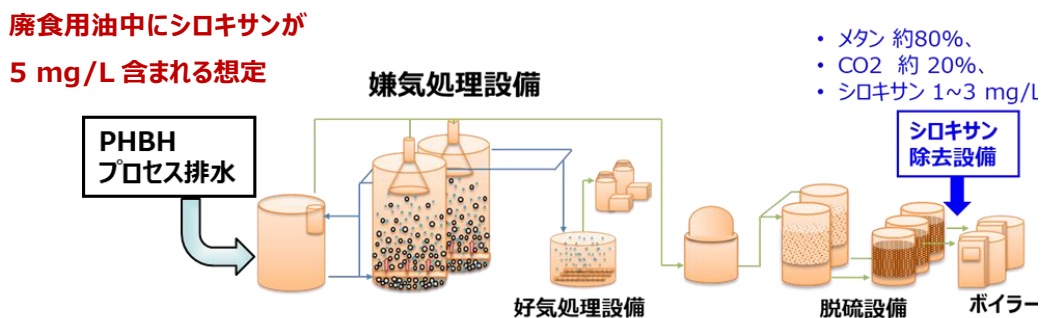 廃食用油中にシロキサンが
5 mg/L 含まれる想定
• メタン 約80%、
• CO2 約 20%、
• シロキサン 1~3 mg/L
嫌気処理設備
シロキサン
除去設備
PHBH
プロセス排水
好気処理設備
脱硫設備
ボイラー